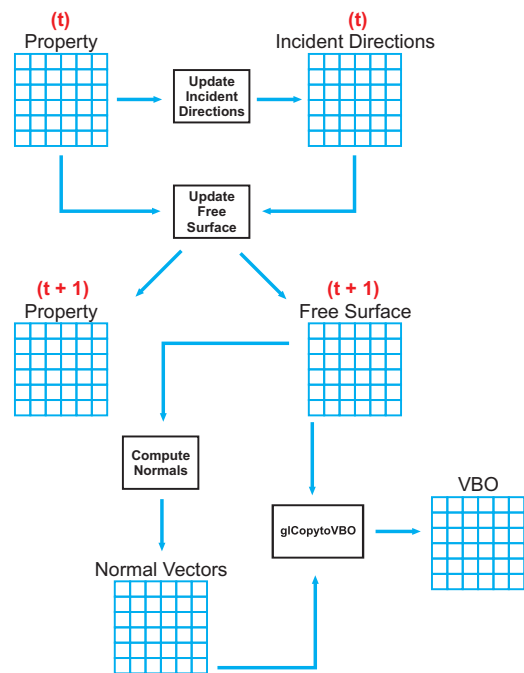 (t)
Property
(t)
Incident Directions
Update
Incident
Directions
Update
Free
Surface
(t + 1)
Property
(t + 1)
Free Surface
Compute
Normals
glCopytoVBO
VBO
Normal Vectors